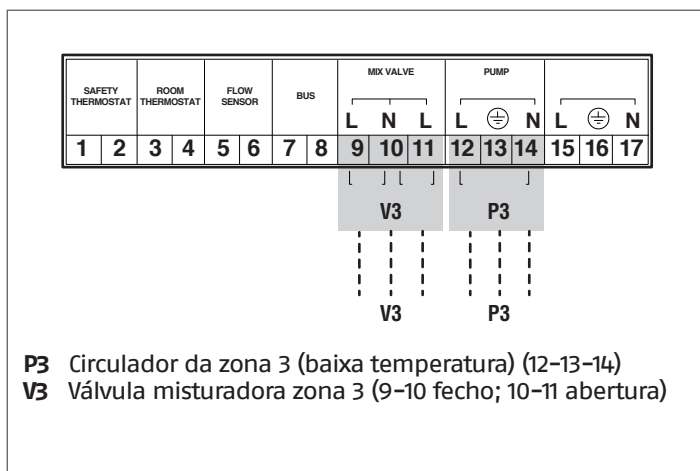 MIX VALVE PUMP
SAFETY THERMOSTAT ROOM THERMOSTAT FLOW SENSOR BUS
L N L L N L N
1 2 3 4 5 6 7 8 9 10 11 12 13 14 15 16 17
V3 P3
V3 P3
P3 Circulador da zona 3 (baixa temperatura) (12–13–14)
V3 Válvula misturadora zona 3 (9–10 fecho; 10–11 abertura)